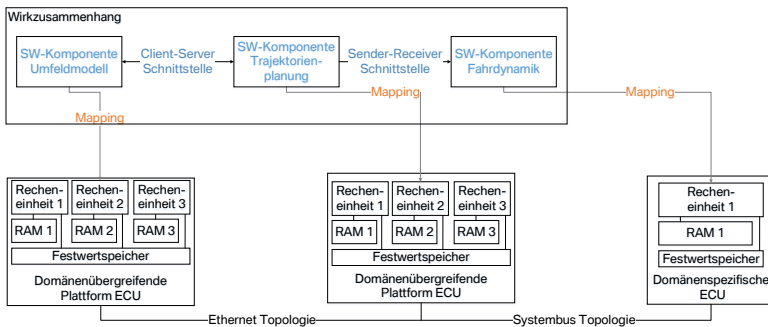 Wirkzusammenhang
SW-Komponente
Umfeldmodell
Client-Server
Schnittstelle
SW-Komponente
Trajektorien-
planung
Sender-Receiver
Schnittstelle
SW-Komponente
Fahrdynamik
Mapping
Mapping
Mapping
Rechen-
einheit 1
Rechen-
einheit 2
Rechen-
einheit 3
RAM 1
RAM 2
RAM 3
Festwertspeicher
Domänenübergreifende
Plattform ECU
Rechen-
einheit 1
Rechen-
einheit 2
Rechen-
einheit 3
RAM 1
RAM 2
RAM 3
Festwertspeicher
Domänenübergreifende
Plattform ECU
Rechen-
einheit 1
RAM 1
Festwertspeicher
Domänenspezifische
ECU
Ethernet Topologie
Systembus Topologie